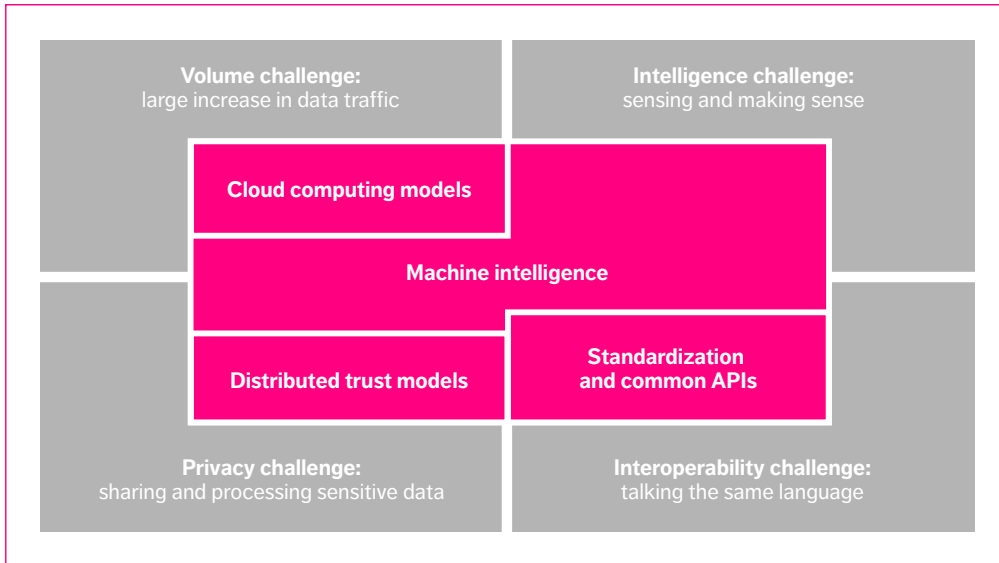 Volume challenge:
large increase in data traffic
Intelligence challenge:
sensing and making sense
Cloud computing models
Machine intelligence
Distributed trust models
Standardization
and common APIs
Privacy challenge:
sharing and processing sensitive data
Interoperability challenge:
talking the same language